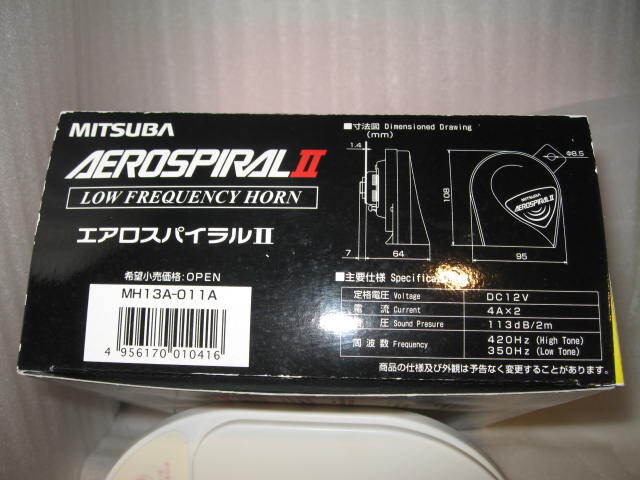 MITSUBA
AEROSPIRAL II
LOW FREQUENCY HORN
エアロスパイラルII
希望小売価格:OPEN
MH13A-011A
4 956170 010416
■寸法図 Dimensioned Drawing
(mm)
1.4
7
64
108
95
Φ8.5
MITSUBA
AEROSPIRAL II
■主要仕様 Specifica
定格電圧 Voltage DC12V
電 流 Current 4A×2
圧 Sound Presure 113dB/2m
周波数 Frequency 420Hz (High Tone)
350Hz (Low Tone)
商品の仕様及び外観は予告なく変更することがあります。